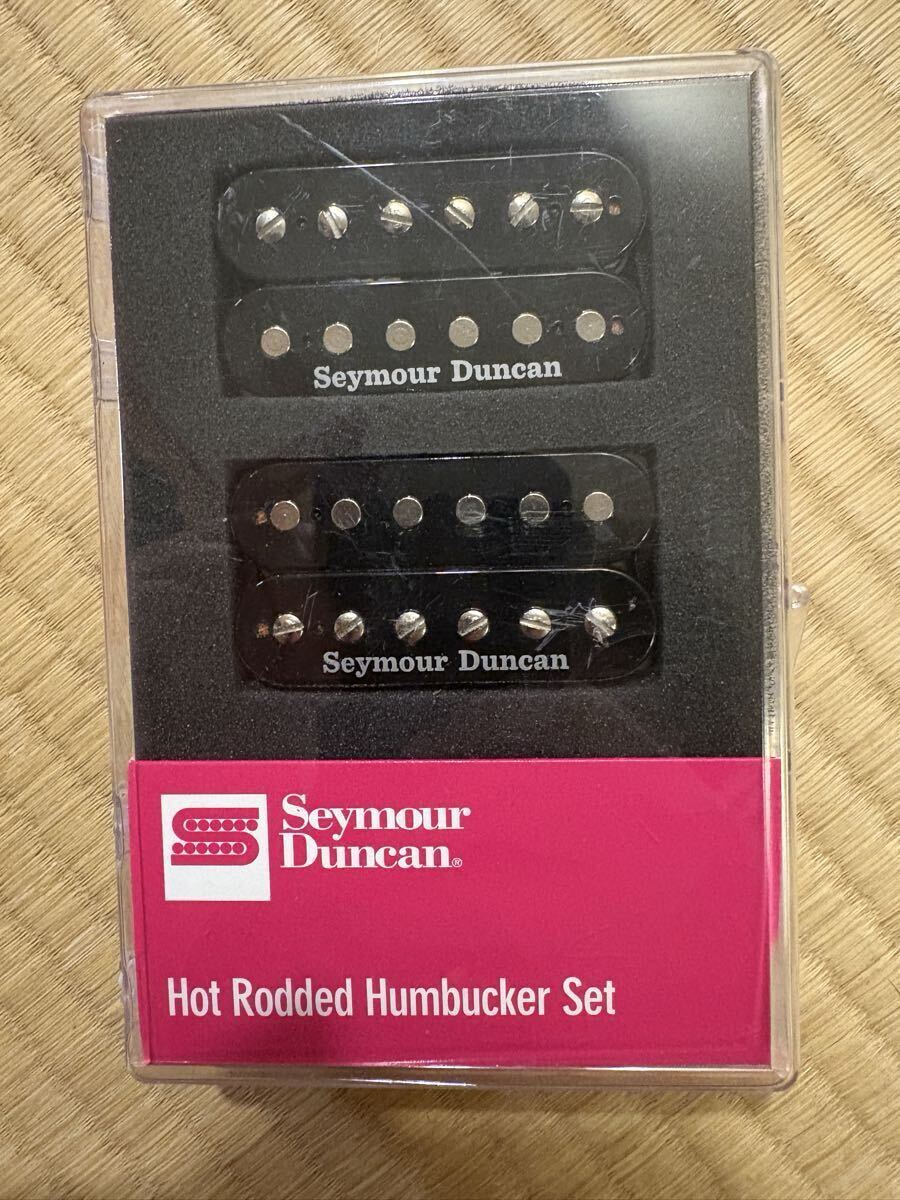 Seymour Duncan
Seymour Duncan
Seymour
Duncan®
Hot Rodded Humbucker Set